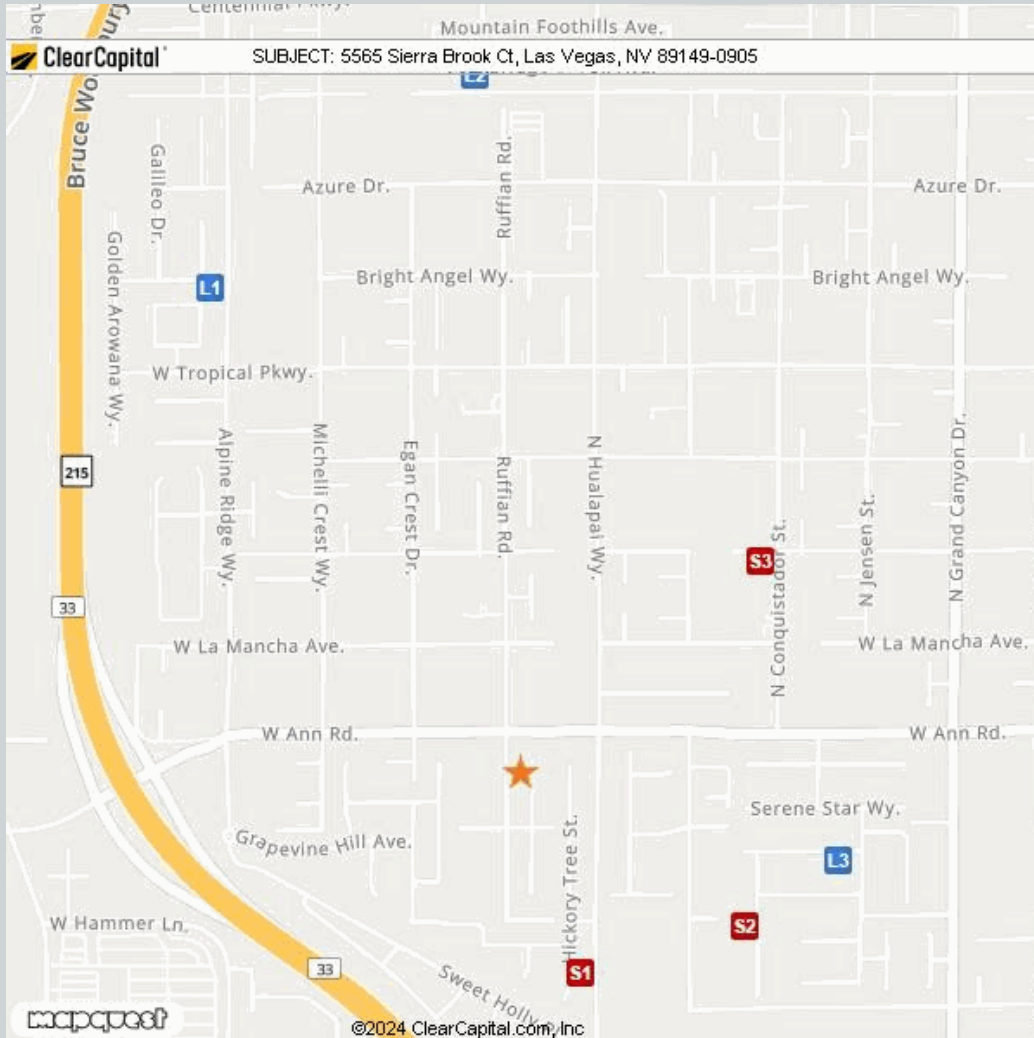 Centennial Pkwy.
Mountain Foothills Ave.
ClearCapital
SUBJECT: 5565 Sierra Brook Ct, Las Vegas, NV 89149-0905
L2
Galileo Dr.
Ruffian Rd.
Azure Dr.
Azure Dr.
Golden Arowana Wy.
L1
Bright Angel Wy.
Bright Angel Wy.
W Tropical Pkwy.
Alpine Ridge Wy.
Michelli Crest Wy.
Egan Crest Dr.
Ruffian Rd.
N Hualapai Wy.
N Grand Canyon Dr.
215
N Jensen St.
N Conquistador St.
S3
33
W La Mancha Ave.
W La Mancha Ave.
W Ann Rd.
W Ann Rd.
Serene Star Wy.
Grapevine Hill Ave.
Hickory Tree St.
L3
W Hammer Ln.
S2
33
S1
Sweet Holly
mapquest
©2024 ClearCapital.com, Inc